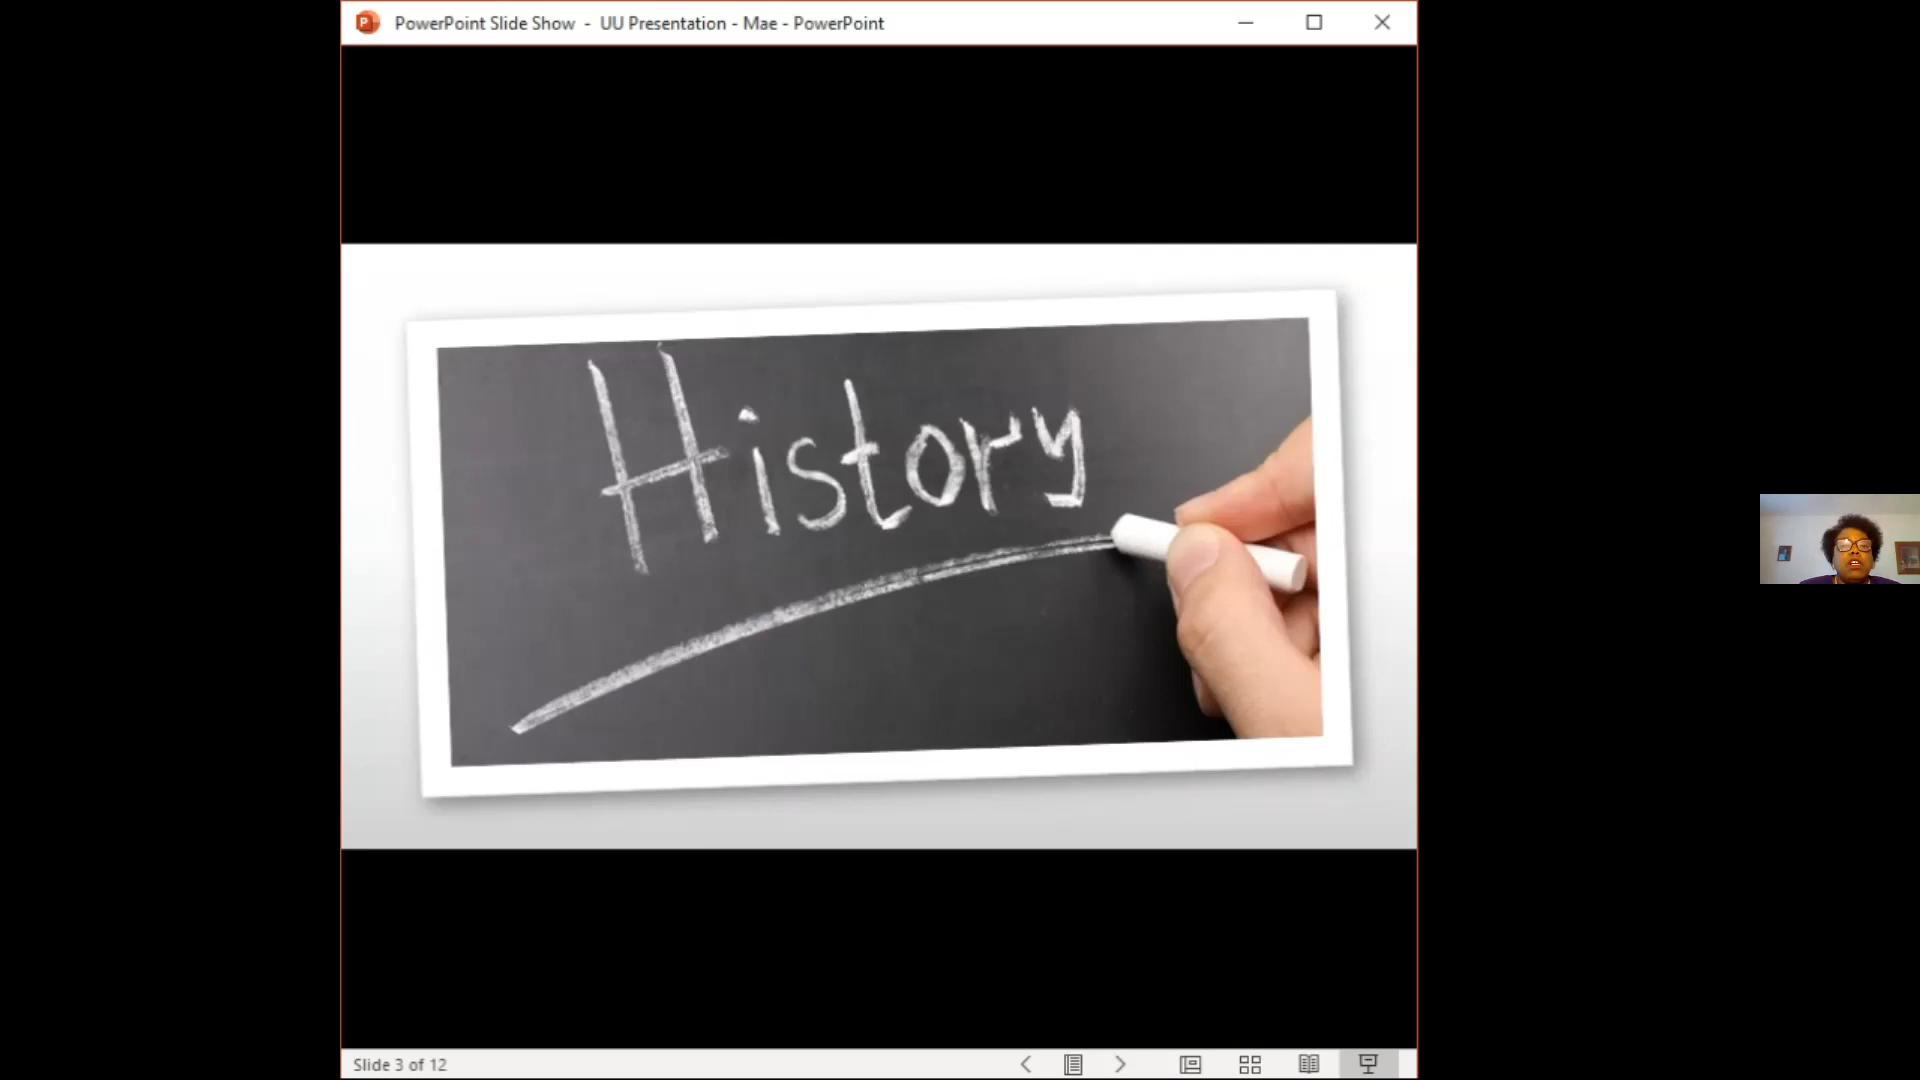 PowerPoint Slide Show - UU Presentation - Mae - PowerPoint
History
Slide 3 of 12